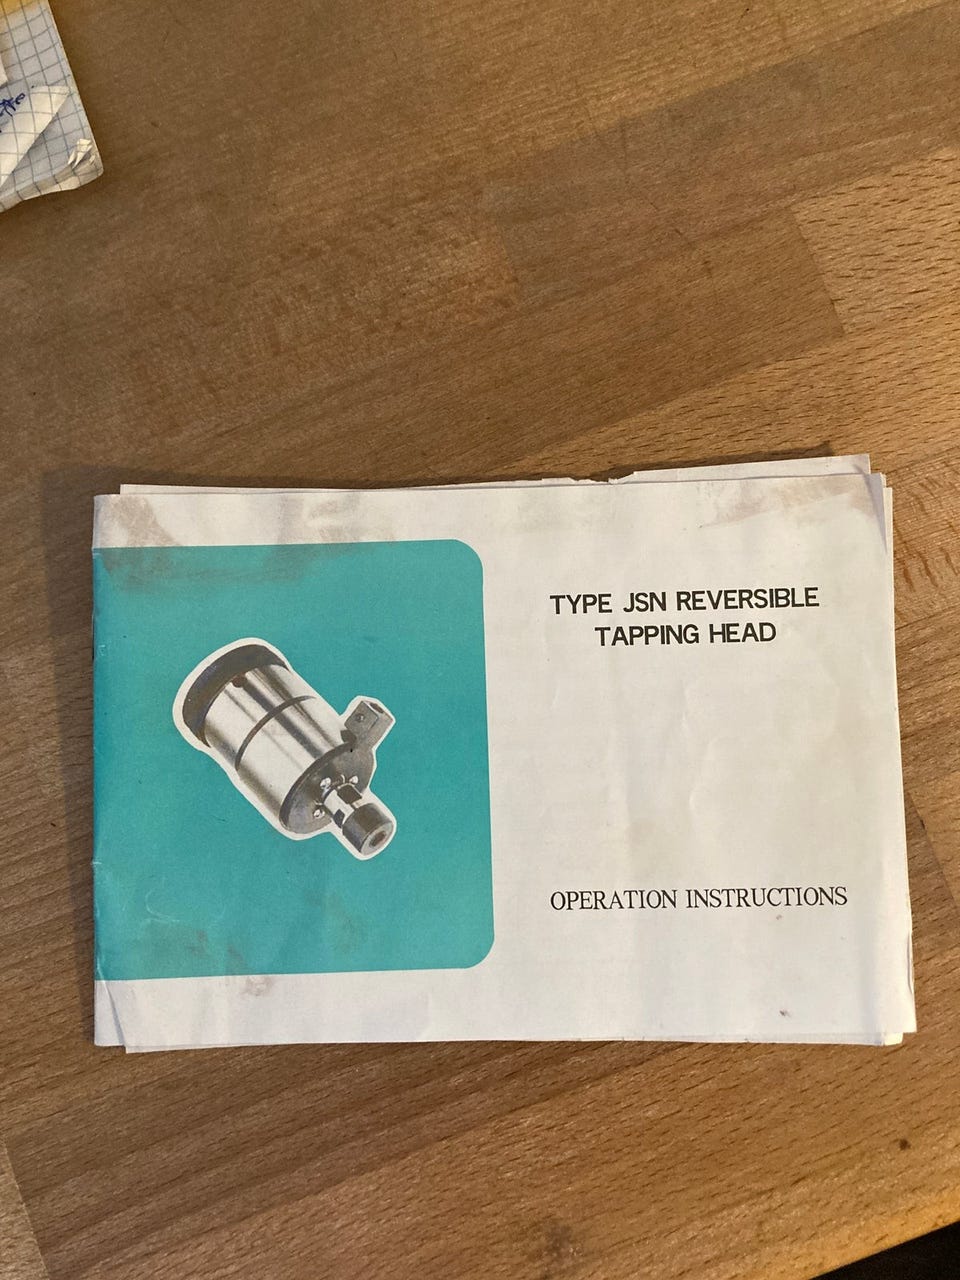 TYPE JSN REVERSIBLE
TAPPING HEAD
OPERATION INSTRUCTIONS